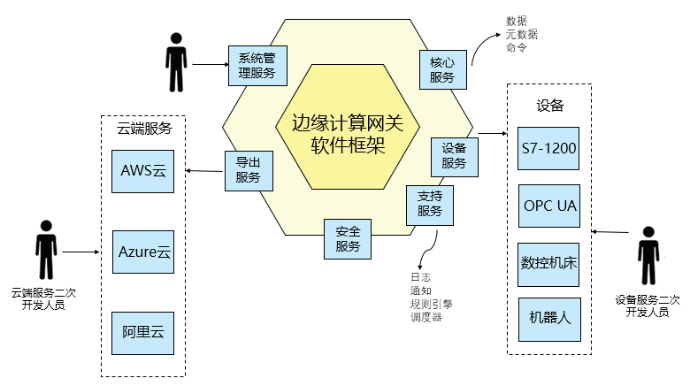 数据
元数据
命令
系统管
理服务
核心
服务
边缘计算网关
软件框架
设备
云端服务
S7-1200
设备
服务
AWS云
导出
服务
支持
服务
OPC UA
安全
服务
Azure云
数控机床
日志
通知
规则引擎
调度器
云端服务二次
开发人员
设备服务二次
开发人员
机器人
阿里云